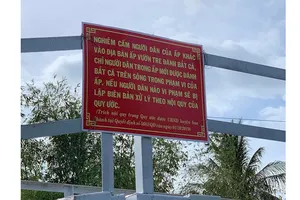 NGHIÊM CẤM NGƯỜI DÂN CỦA ẤP KHÁC
VÀO ĐỊA BÀN ẤP VƯỜN TRE ĐÁNH BẮT CÁ,
CHỈ NGƯỜI DÂN TRONG ẤP MỚI ĐƯỢC ĐÁNH
BẮT CÁ TRÊN SÔNG TRONG PHẠM VI CỦA
ẤP, NẾU NGƯỜI DÂN NÀO VI PHẠM SẼ BỊ
LẬP BIÊN BẢN XỬ LÝ THEO NỘI QUY CỦA
QUY ƯỚC.